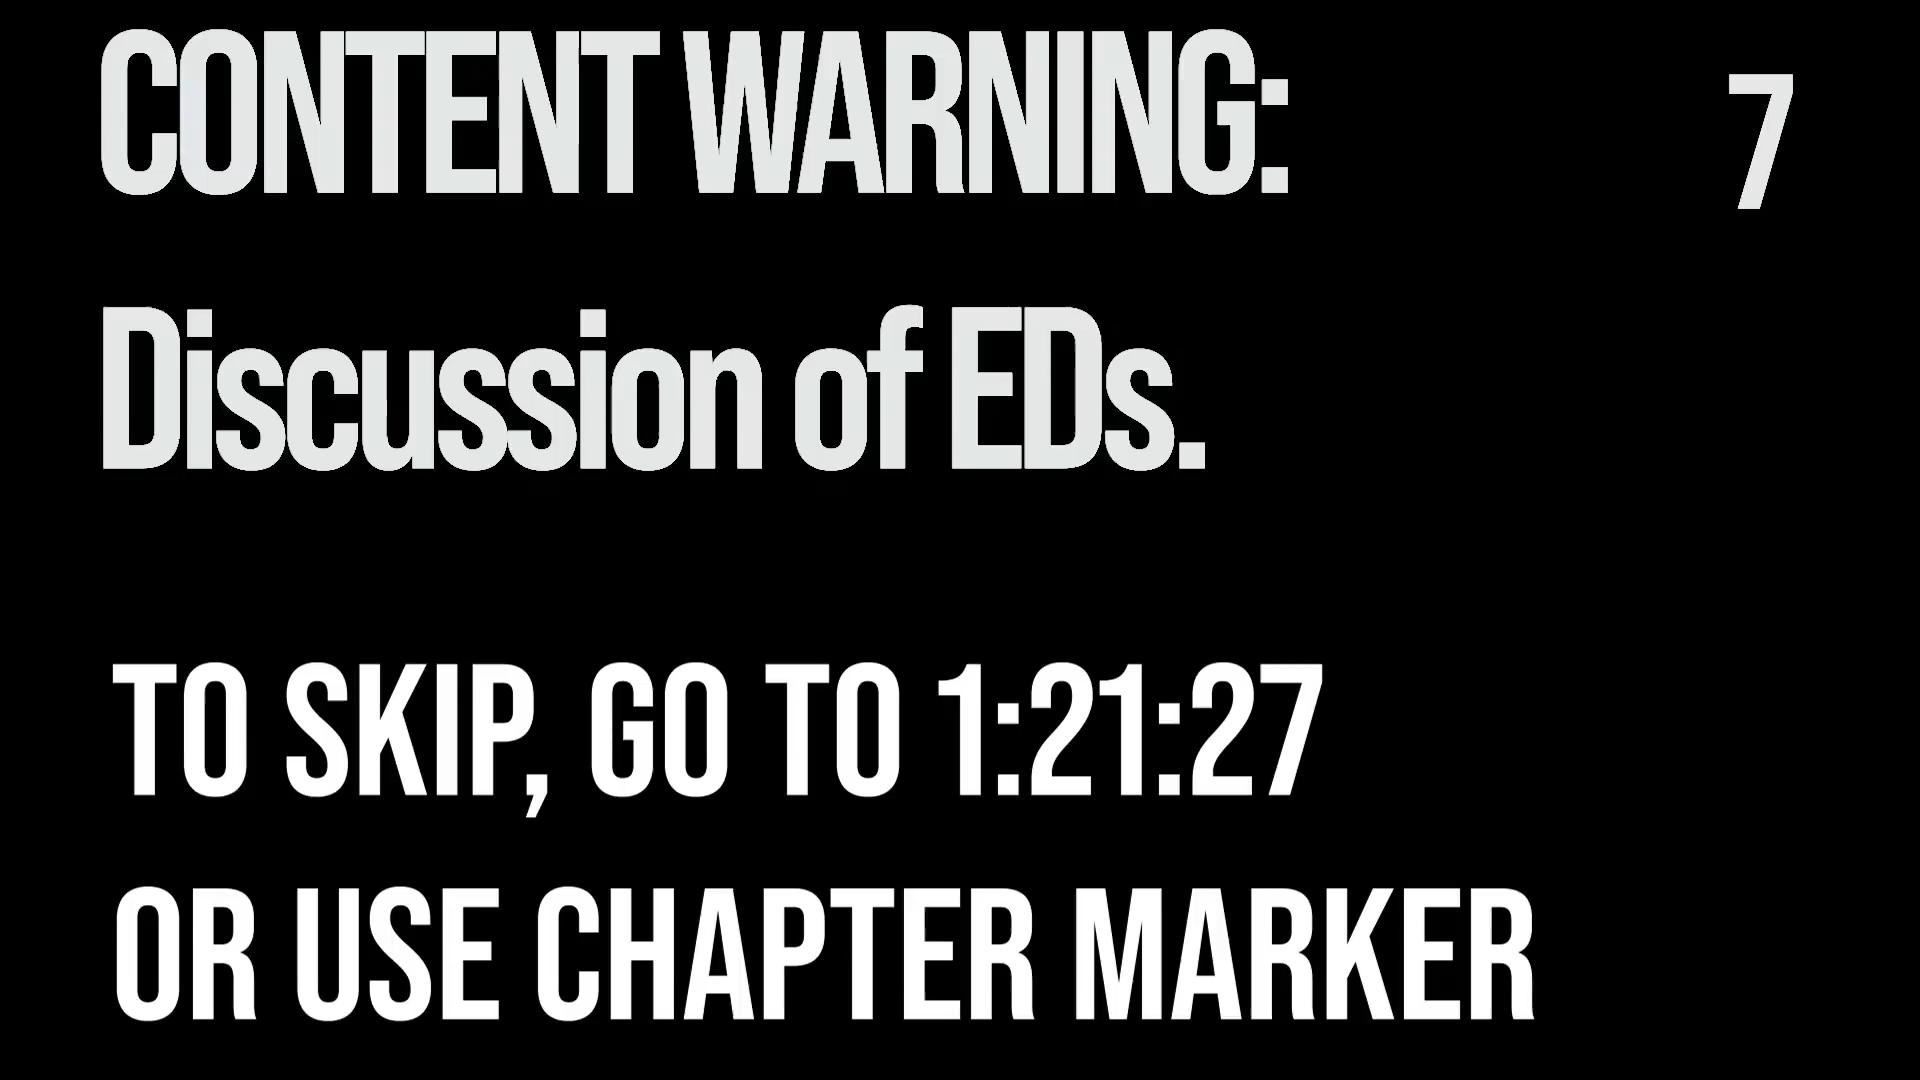 CONTENT WARNING:
7
Discussion of EDs.
TO SKIP, GO TO 1:21:27
OR USE CHAPTER MARKER